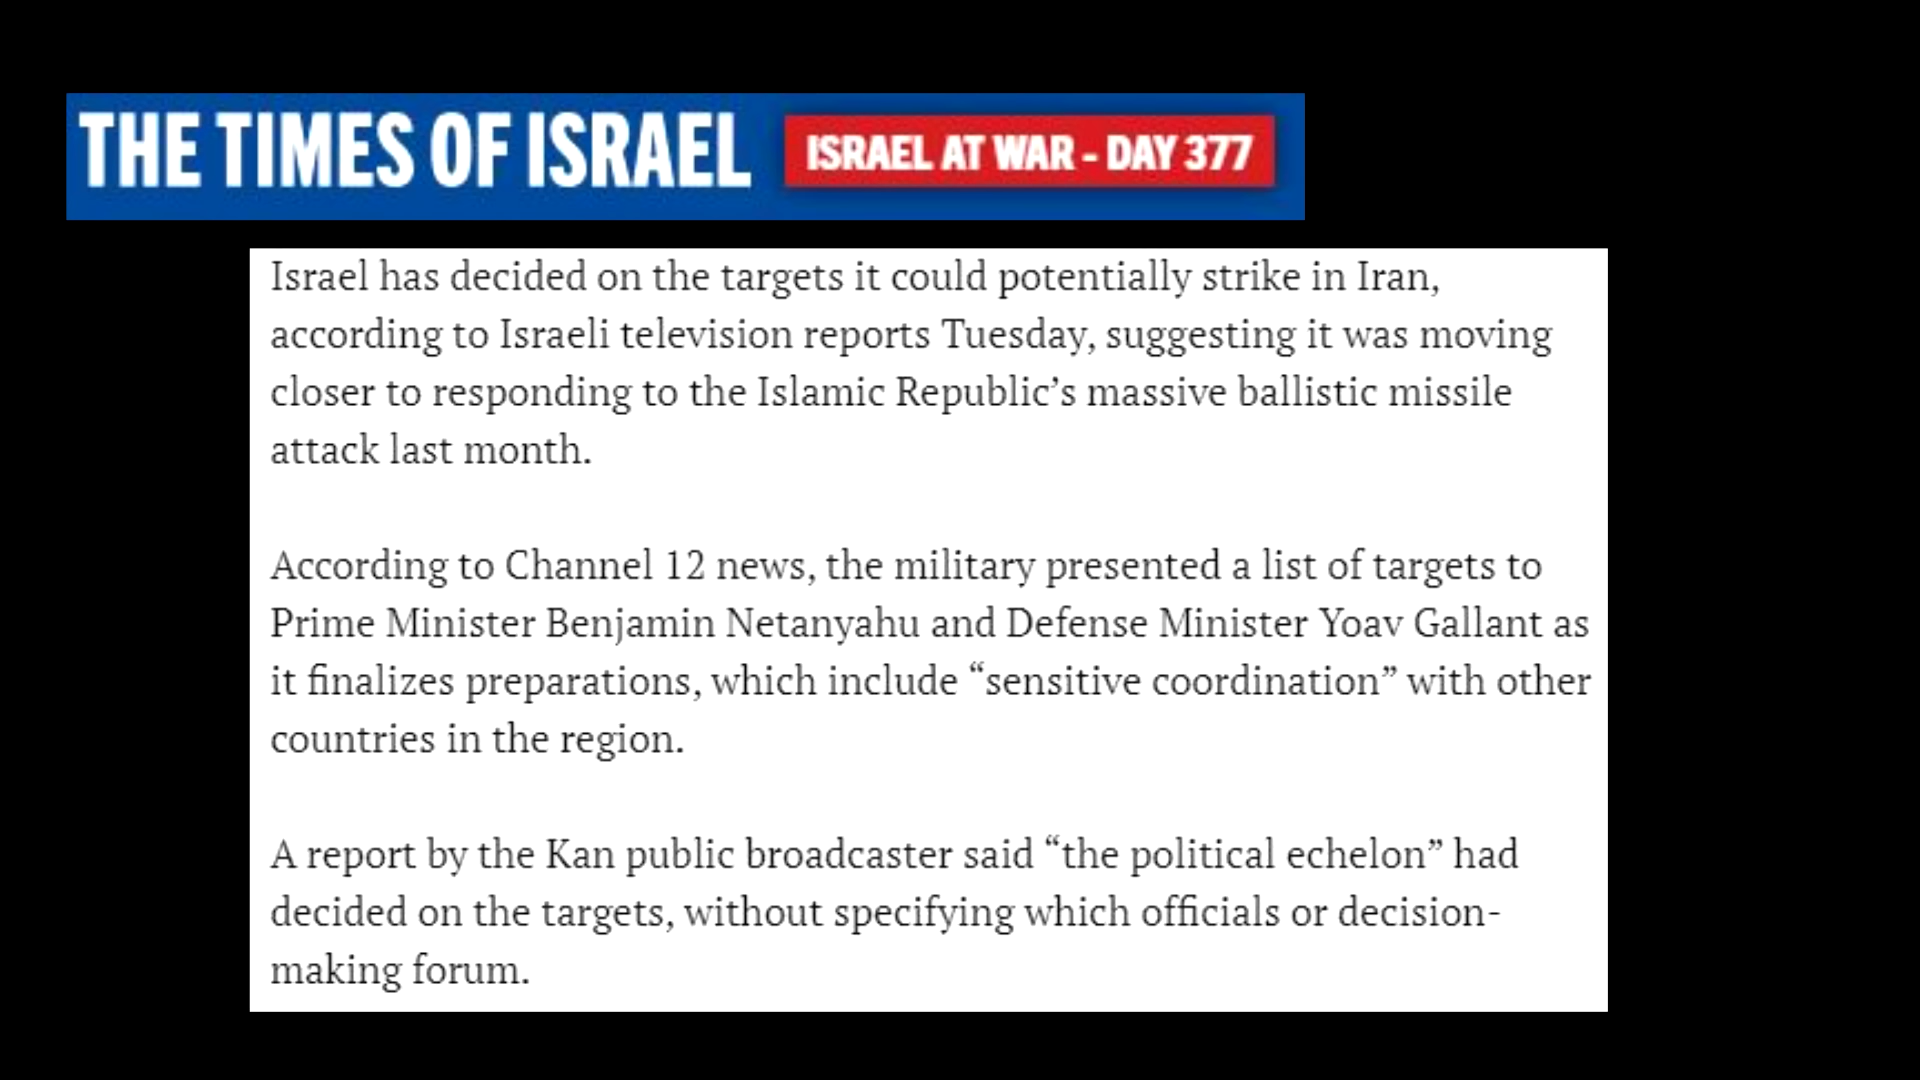 THE TIMES OF ISRAEL ISRAEL AT WAR - DAY 377
Israel has decided on the targets it could potentially strike in Iran,
according to Israeli television reports Tuesday, suggesting it was moving
closer to responding to the Islamic Republic’s massive ballistic missile
attack last month.
According to Channel 12 news, the military presented a list of targets to
Prime Minister Benjamin Netanyahu and Defense Minister Yoav Gallant as
it finalizes preparations, which include “sensitive coordination” with other
countries in the region.
A report by the Kan public broadcaster said “the political echelon” had
decided on the targets, without specifying which officials or decision-
making forum.